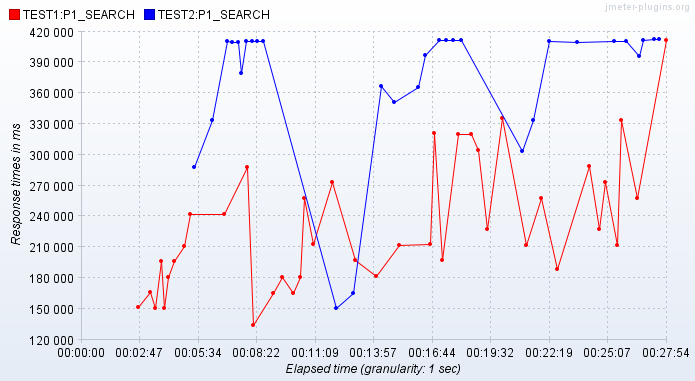 TEST1:P1_SEARCH TEST2:P1_SEARCH
jmeter-plugins.org
420 000
390 000
360 000
330 000
300 000
270 000
240 000
210 000
180 000
150 000
120 000
Response times in ms
00:00:00 00:02:47 00:05:34 00:08:22 00:11:09 00:13:57 00:16:44 00:19:32 00:22:19 00:25:07 00:27:54
Elapsed time (granularity: 1 sec)